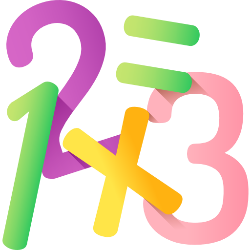 2 =
1 × 3